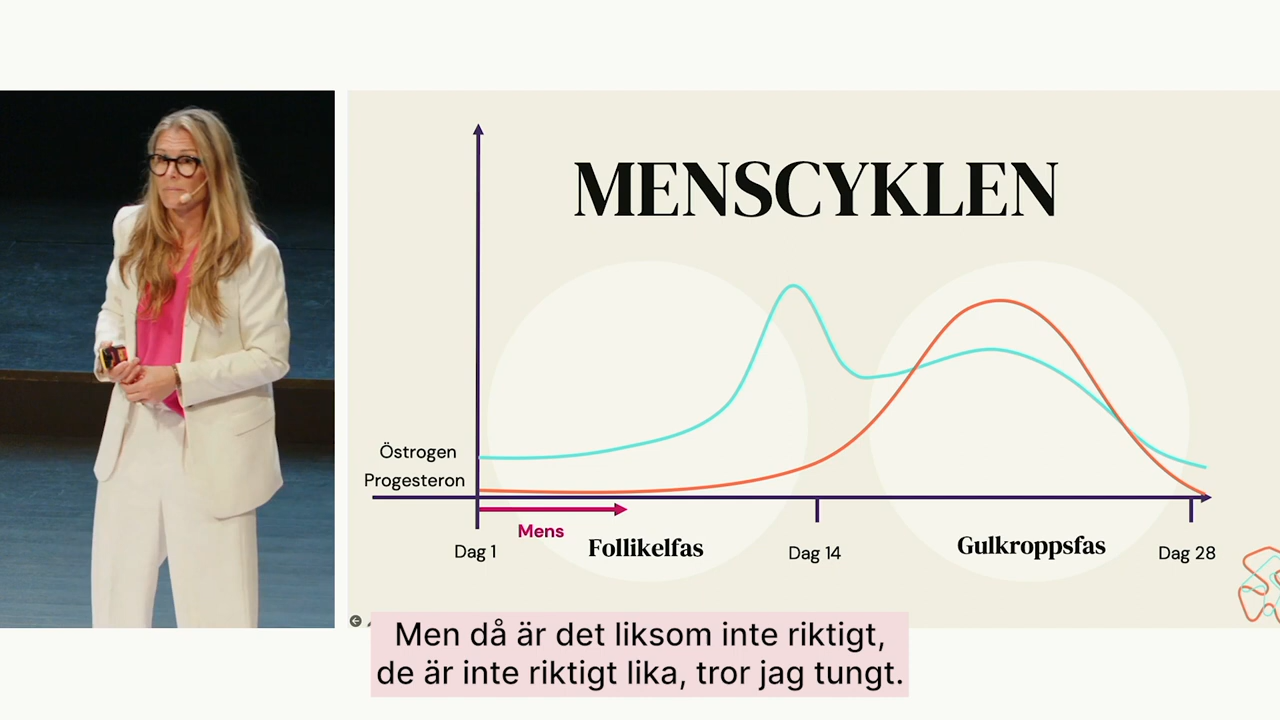 MENSCYKLEN
Östrogen
Progesteron
Mens
Follikelfas
Gulkroppsfas
Dag 1
Dag 14
Dag 28
Men då är det liksom inte riktigt,
de är inte riktigt lika, tror jag tungt.